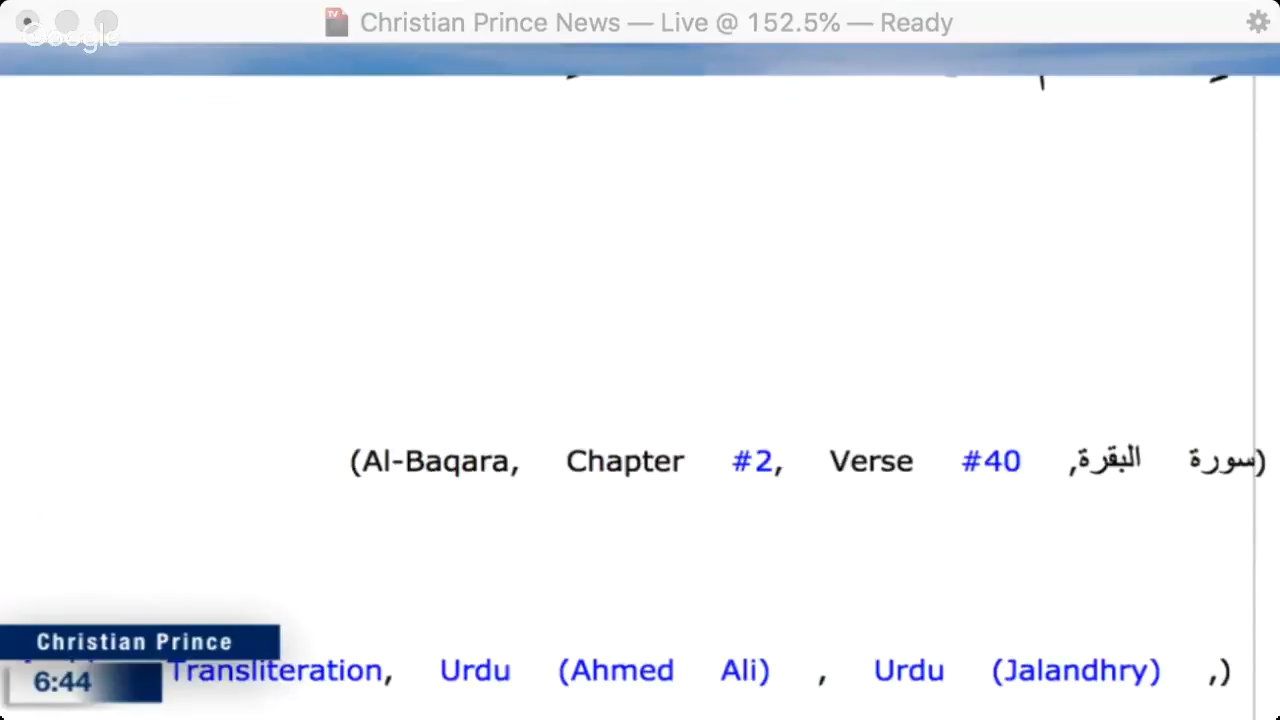 Christian Prince News — Live @ 152.5% — Ready
Google
(Al-Baqara, Chapter #2, Verse #40 ,سورة البقرة)
Christian Prince
Transliteration, Urdu (Ahmed Ali) , Urdu (Jalandhry) ,)
6:44